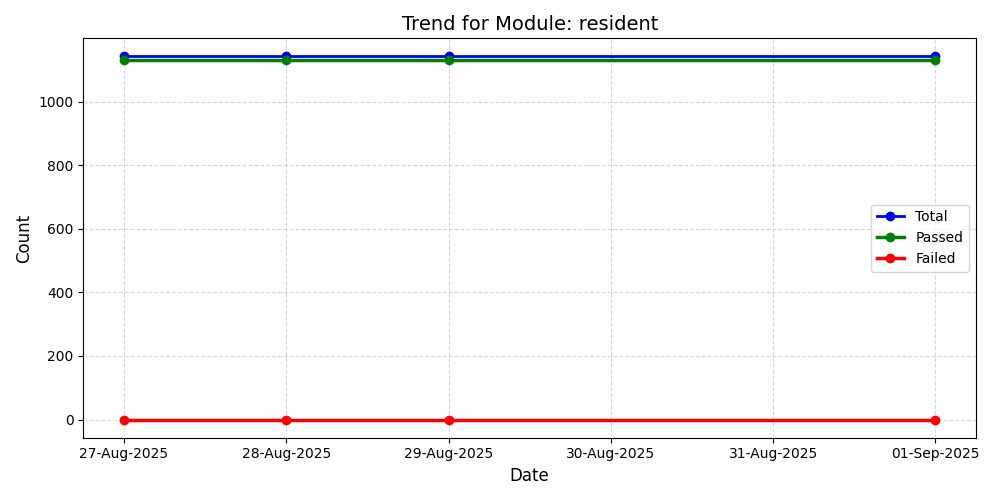 Trend for Module: resident
Count
1000
800
600
400
200
0
Total
Passed
Failed
27-Aug-2025
28-Aug-2025
29-Aug-2025
30-Aug-2025
31-Aug-2025
01-Sep-2025
Date